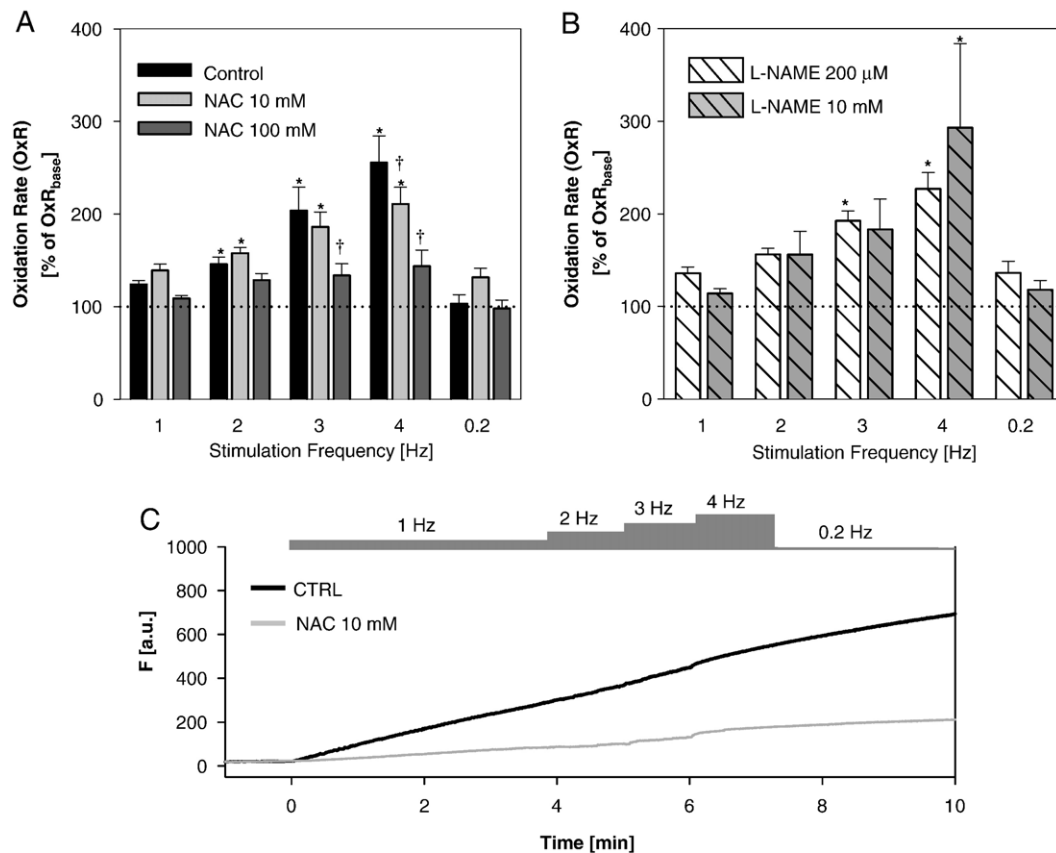 A
B
400
300
200
100
0
Oxidation Rate (OxR)
[% of OxRbase]
Control
NAC 10 mM
NAC 100 mM
*
*
*
*
*
†
*
†
†
1
2
3
4
0.2
Stimulation Frequency [Hz]
400
300
200
100
0
Oxidation Rate (OxR)
[% of OxRbase]
L-NAME 200 μM
L-NAME 10 mM
*
*
*
1
2
3
4
0.2
Stimulation Frequency [Hz]
C
1 Hz
2 Hz
3 Hz
4 Hz
0.2 Hz
1000
800
600
400
200
0
F [a.u.]
CTRL
NAC 10 mM
0
2
4
6
8
10
Time [min]